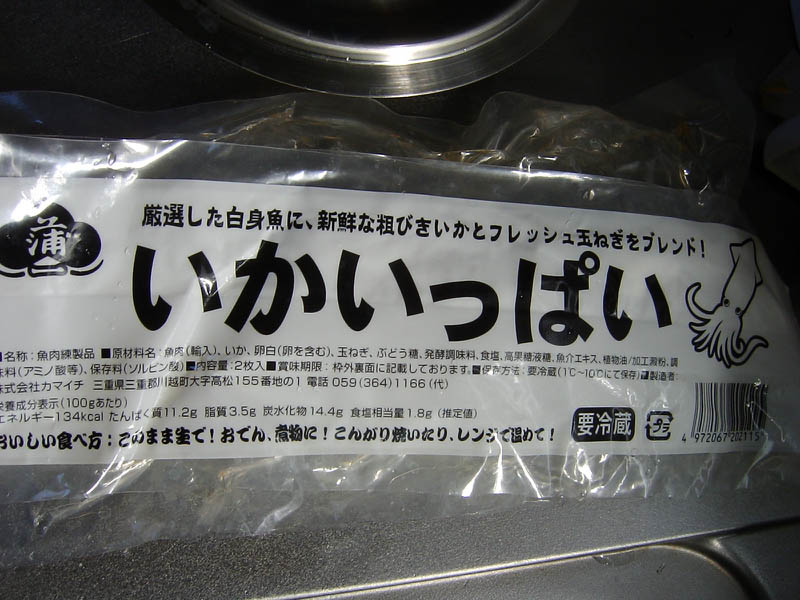 蒲
厳選した白身魚に、新鮮な粗びきいかとフレッシュ玉ねぎをブレンド!
いかいっぱい
■名称:魚肉練製品 ■原材料名:魚肉(輸入)、いか、卵白(卵を含む)、玉ねぎ、ぶどう糖、発酵調味料、食塩、高果糖液糖、魚介エキス、植物油/加工澱粉、調
味料(アミノ酸等)、保存料(ソルビン酸) ■内容量:2枚入 ■賞味期限:枠外裏面に記載しております。■保存方法:要冷蔵(1℃~10℃にて保存) ■製造者:
株式会社カマイチ 三重県三重郡川越町大字高松155番地の1 電話 059(364)1166(代)
栄養成分表示(100gあたり)
エネルギー134kcal たんぱく質11.2g 脂質3.5g 炭水化物14.4g 食塩相当量1.8g(推定値)
おいしい食べ方:このまま生で!おでん、煮物に!こんがり焼いたり、レンジで温めて!
要冷蔵
プラ
4 972067 202115